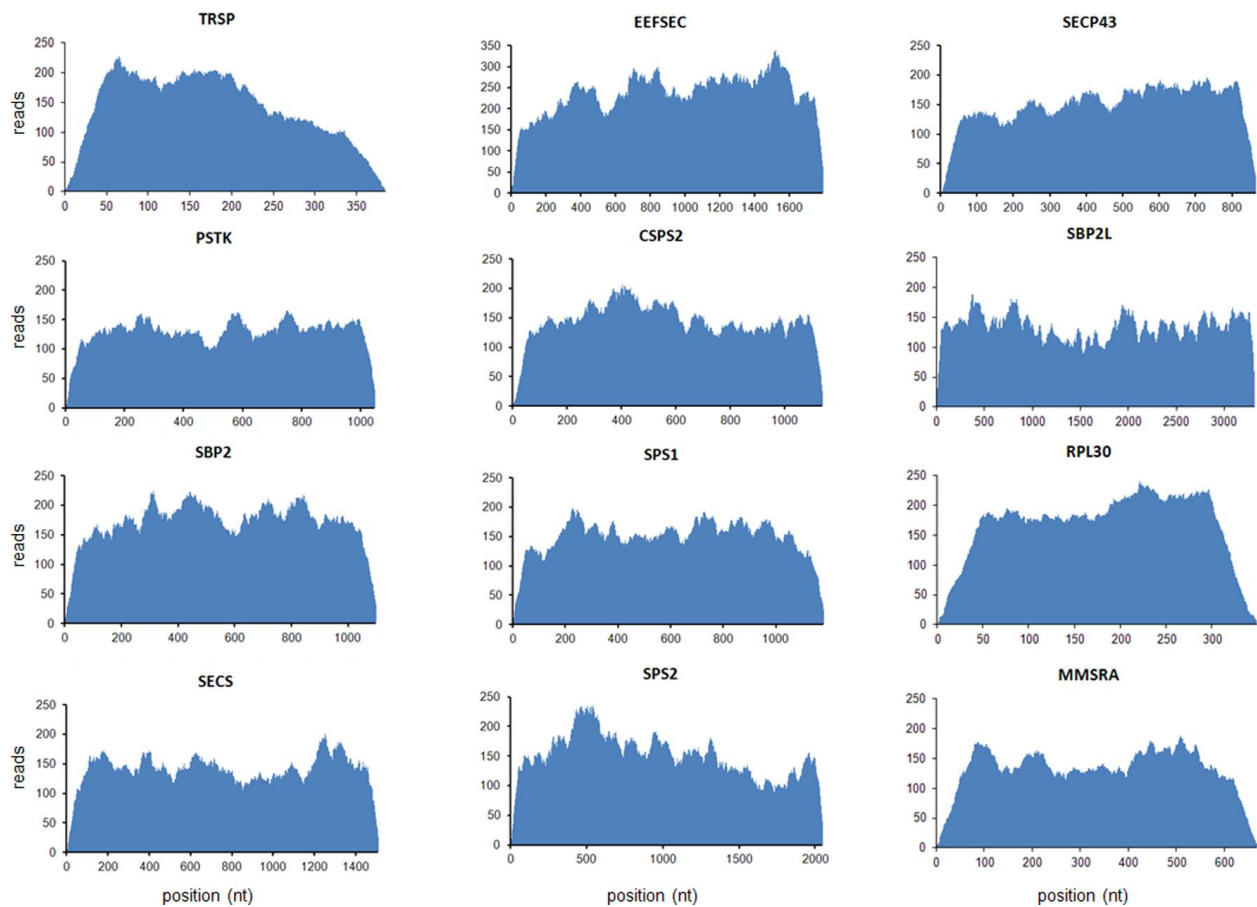 TRSP EEFSEC SECP43
reads
250 200 150 100 50 0
0 50 100 150 200 250 300 350
350 300 250 200 150 100 50 0
0 200 400 600 800 1000 1200 1400 1600
250 200 150 100 50 0
0 100 200 300 400 500 600 700 800
PSTK CSPS2 SBP2L
reads
250 200 150 100 50 0
0 200 400 600 800 1000
250 200 150 100 50 0
0 200 400 600 800 1000
250 200 150 100 50 0
0 500 1000 1500 2000 2500 3000
SBP2 SPS1 RPL30
reads
250 200 150 100 50 0
0 200 400 600 800 1000
250 200 150 100 50 0
0 200 400 600 800 1000
250 200 150 100 50 0
0 50 100 150 200 250 300
SECS SPS2 MMSRA
reads
250 200 150 100 50 0
0 200 400 600 800 1000 1200 1400
250 200 150 100 50 0
0 500 1000 1500 2000
250 200 150 100 50 0
0 100 200 300 400 500 600
position (nt) position (nt) position (nt)